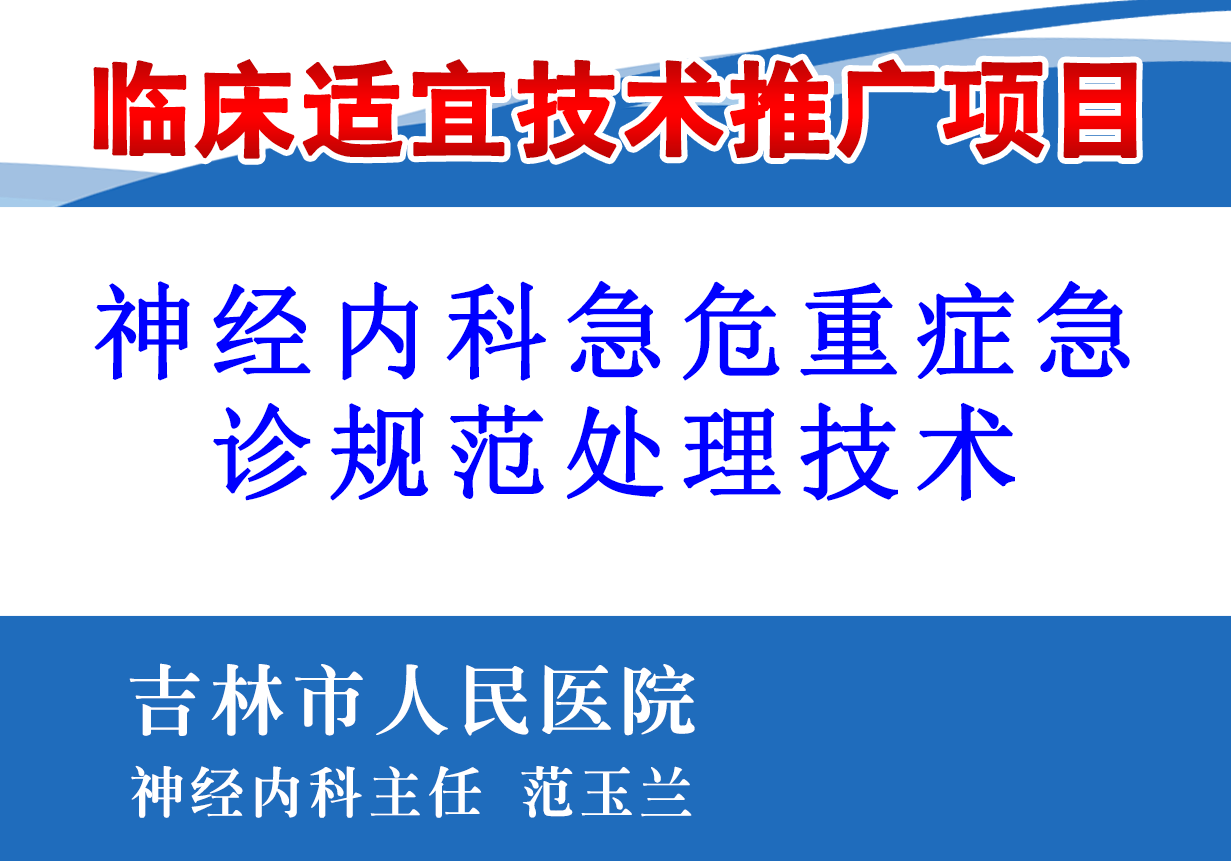 临床适宜技术推广项目
神经内科急危重症急
诊规范处理技术
吉林市人民医院
神经内科主任 范玉兰